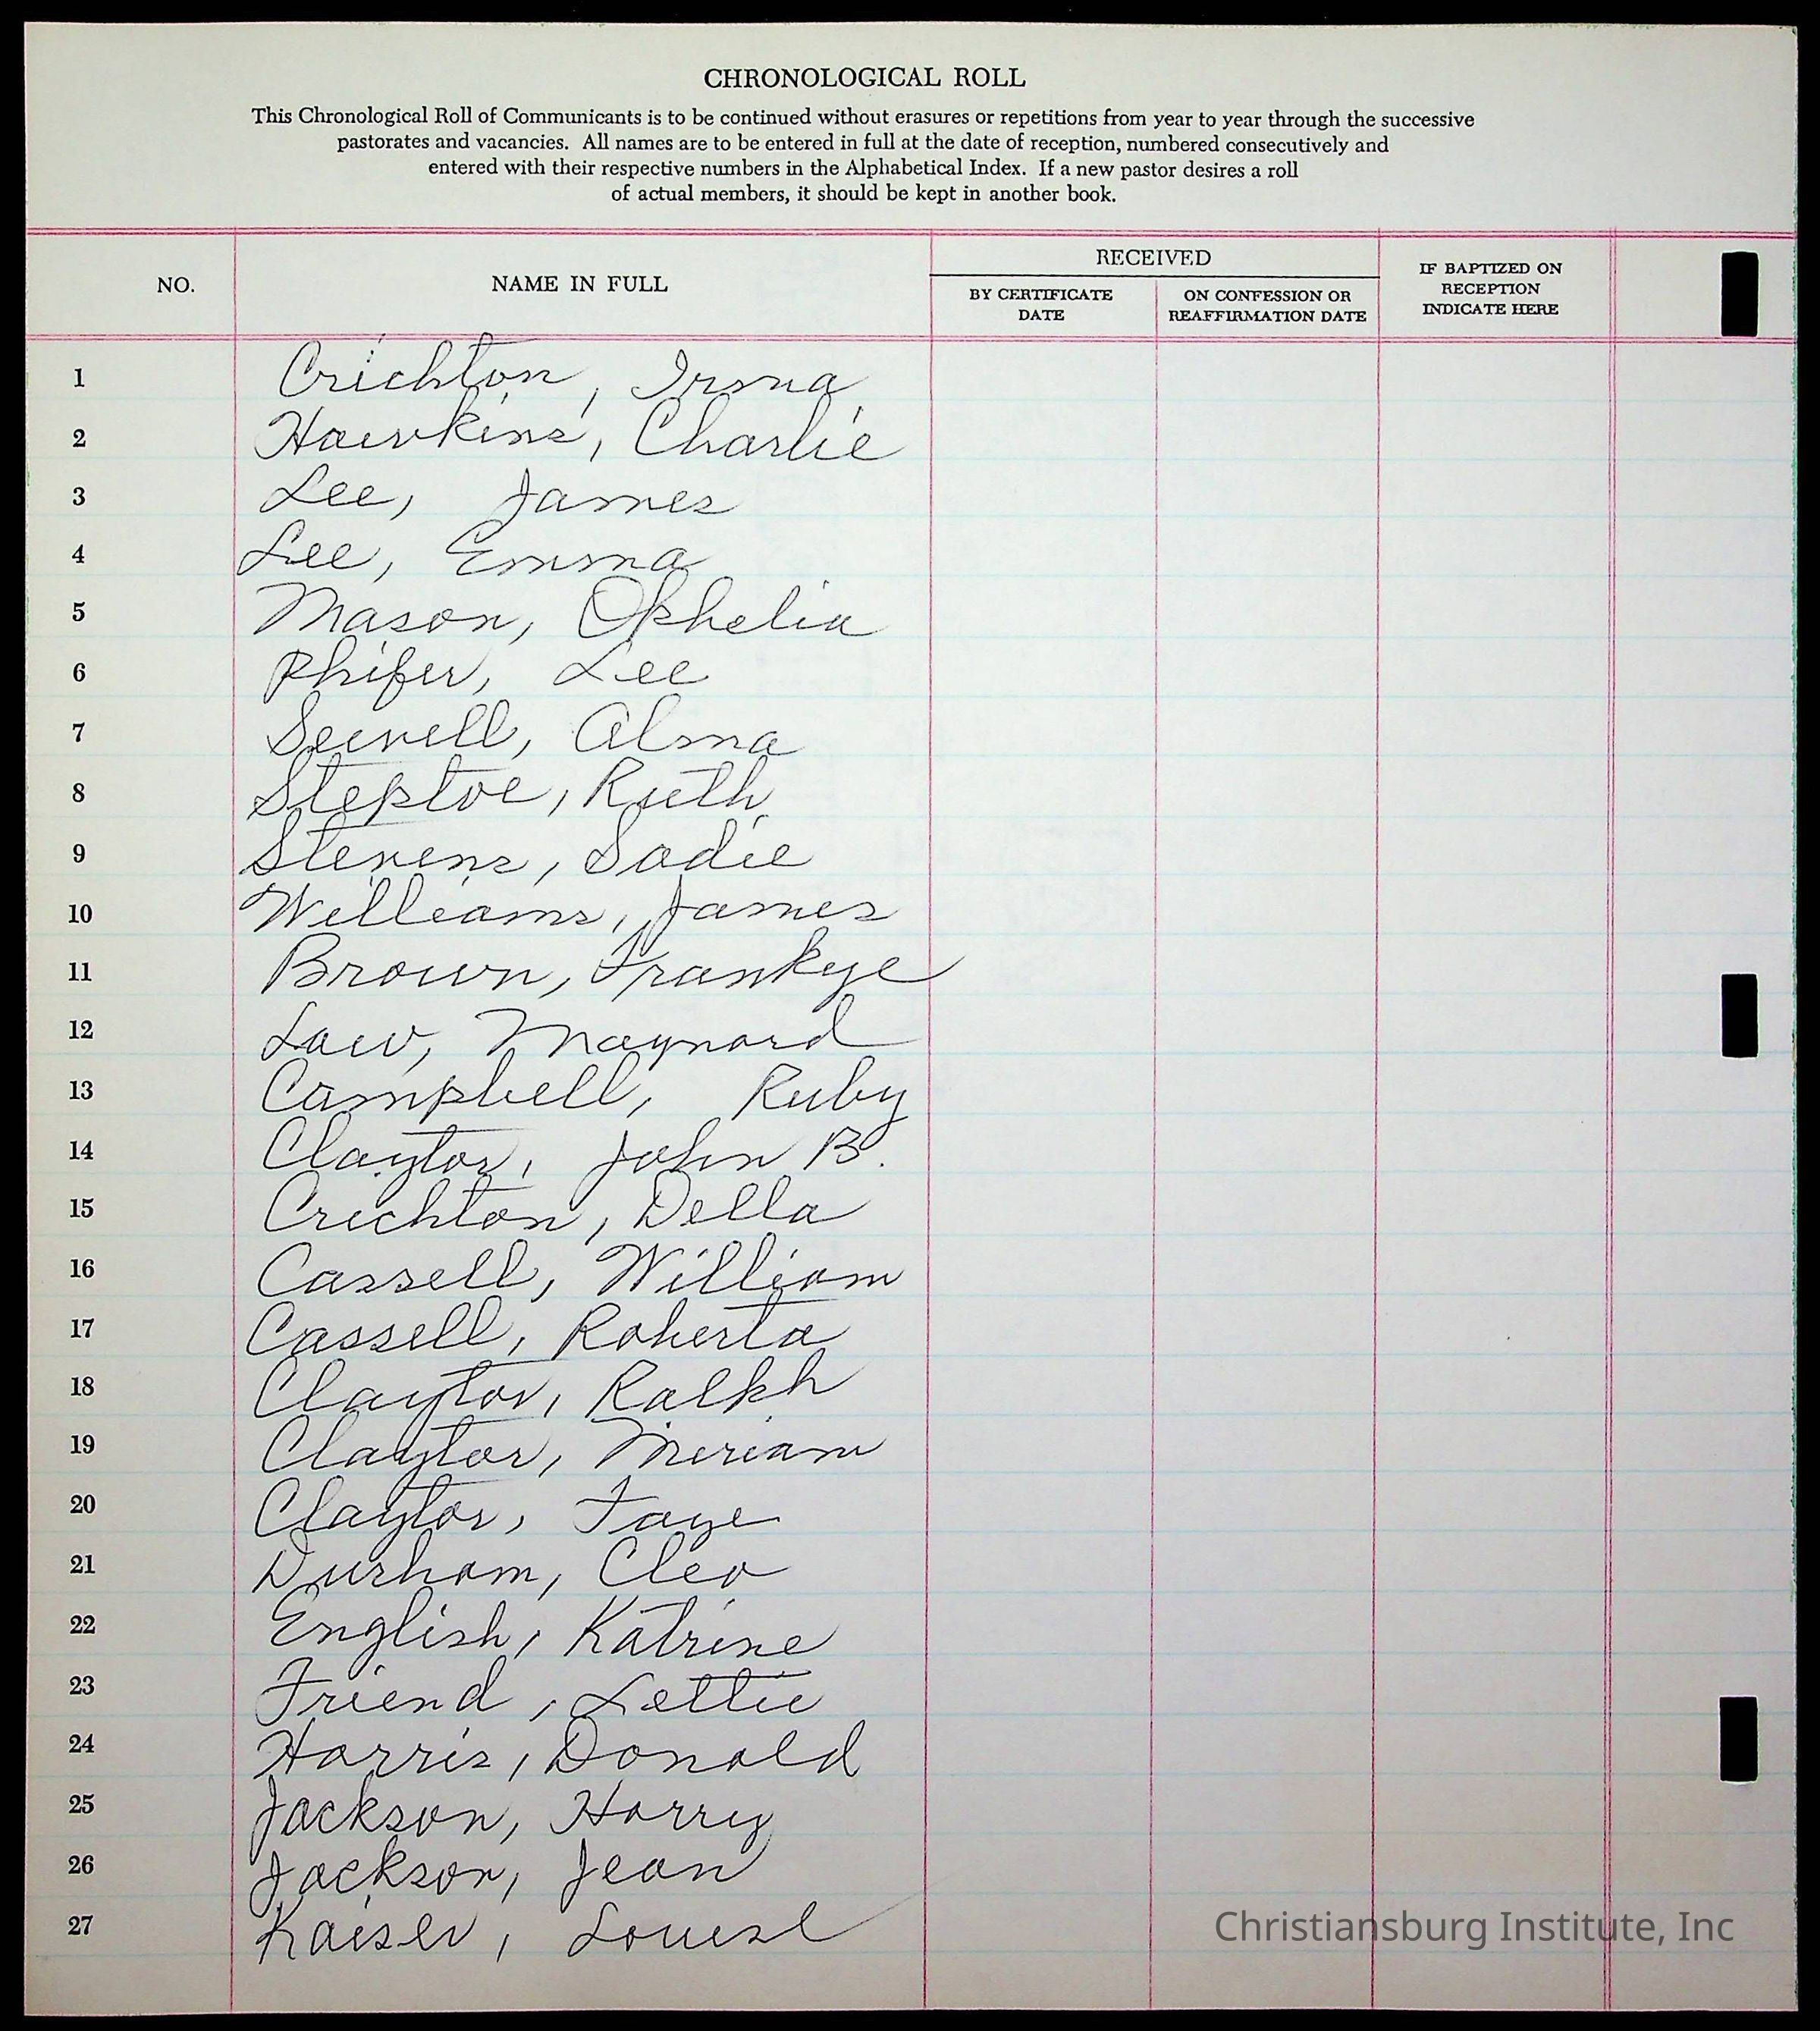 CHRONOLOGICAL ROLL
This Chronological Roll of Communicants is to be continued without erasures or repetitions from year to year through the successive
pastorates and vacancies. All names are to be entered in full at the date of reception, numbered consecutively and
entered with their respective numbers in the Alphabetical Index. If a new pastor desires a roll
of actual members, it should be kept in another book.
NO. NAME IN FULL RECEIVED IF BAPTIZED ON RECEPTION INDICATE HERE
BY CERTIFICATE DATE ON CONFESSION OR REAFFIRMATION DATE
1 Crichton, Irma
2 Hawkins, Charlie
3 Lee, James
4 Lee, Emma
5 Mason, Ophelia
6 Phifer, Lee
7 Sewell, Alma
8 Steptoe, Ruth
9 Stevens, Sadie
10 Williams, James
11 Brown, Frankye
12 Law, Maynard
13 Campbell, Ruby
14 Claytor, John B.
15 Crichton, Della
16 Cassell, William
17 Cassell, Roberta
18 Claytor, Ralph
19 Claytor, Miriam
20 Claytor, Faye
21 Durham, Cleo
22 English, Katrine
23 Friend, Lettie
24 Harris, Donald
25 Jackson, Harry
26 Jackson, Jean
27 Kaiser, Louise
Christiansburg Institute, Inc